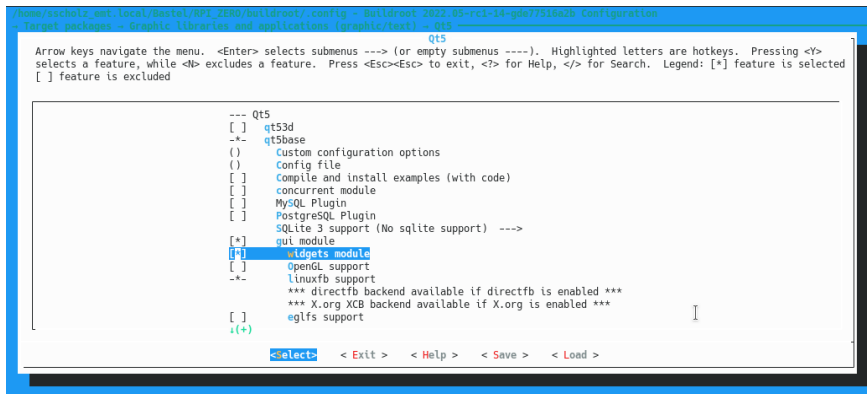 /home/sscholz_ext_local/Bastel/RPI_ZERO/buildroot/.config - Buildroot 2022.05-rc1-14-gda77510a2b Configuration
→ Target packages → Graphic libraries and applications (graphic/text) → Qt5
Qt5
Arrow keys navigate the menu.  <Enter> selects submenus ---> (or empty submenus ----).  Highlighted letters are hotkeys.  Pressing <Y>
selects a feature, while <N> excludes a feature.  Press <Esc><Esc> to exit, <?> for Help, </> for Search.  Legend: [*] feature is selected
[ ] feature is excluded
--- Qt5
[ ] qt53d
-*- qt5base
() Custom configuration options
() Config file
[ ] Compile and install examples (with code)
[ ] concurrent module
[ ] MySQL Plugin
[ ] PostgreSQL Plugin
SQLite 3 support (No sqlite support)  --->
[*] gui module
[*] widgets module
[ ] OpenGL support
-*- linuxfb support
*** directfb backend available if directfb is enabled ***
*** X.org XCB backend available if X.org is enabled ***
[ ] eglfs support
↓(+)
<Select> < Exit > < Help > < Save > < Load >